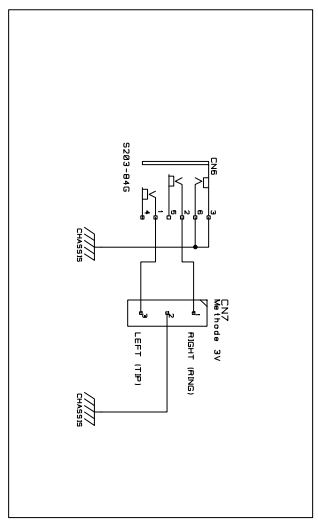 CN7
Methode 3V
CN6
3
6
2
5
1
4
S203-84G
1
2
3
RIGHT (RING)
LEFT (TIP)
CHASSIS
CHASSIS